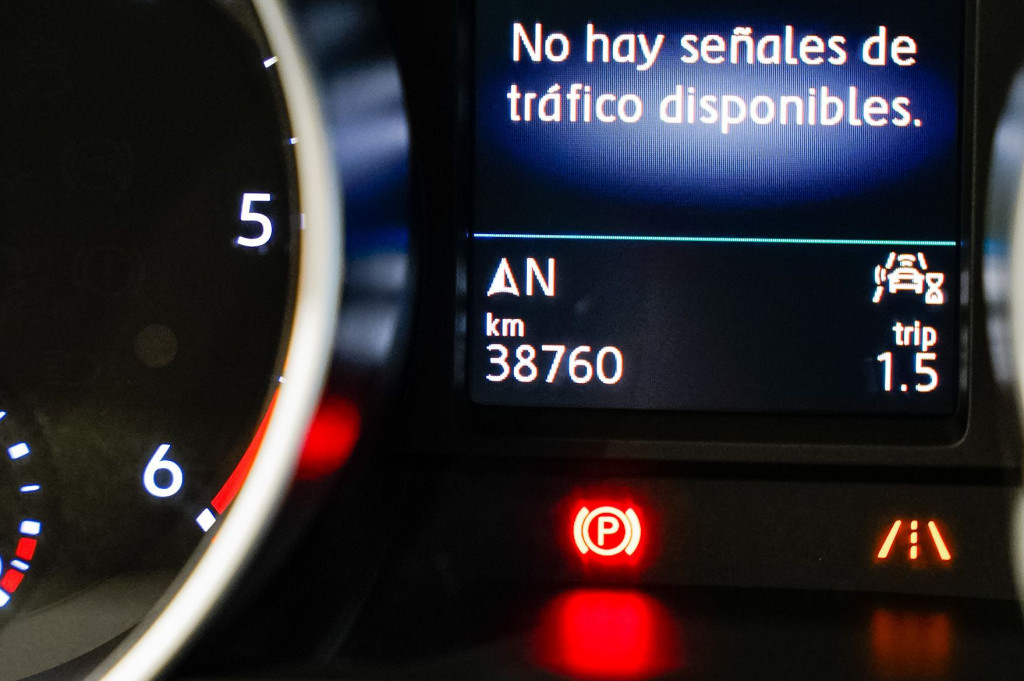 No hay señales de
tráfico disponibles.
5
N
km
38760
trip
1.5
6
P